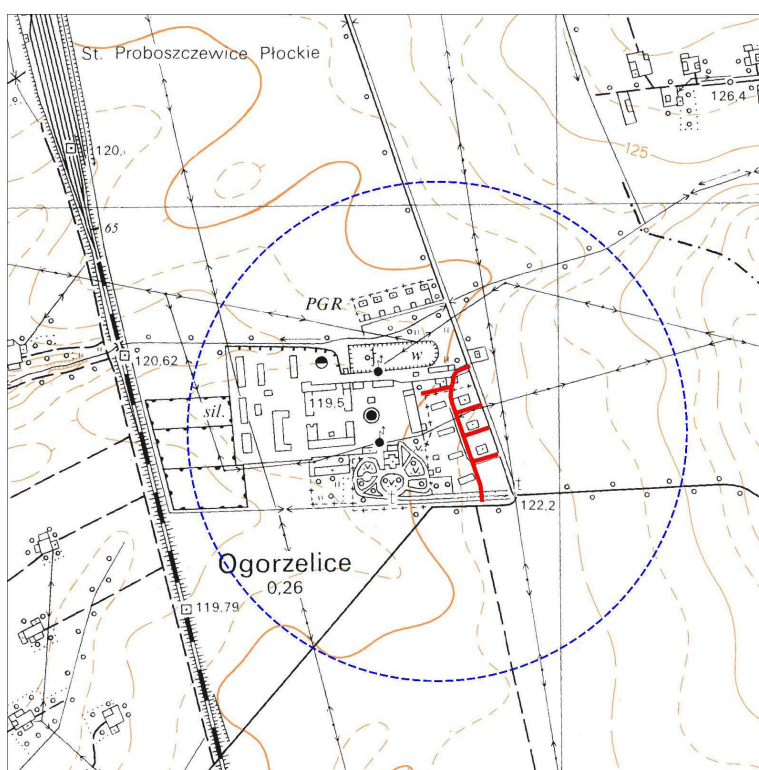 St. Proboszczewice Płockie
126,4
120,
125
65
PGR
120,62
w
sil.
119,5
122,2
Ogorzelice
0,26
119,79